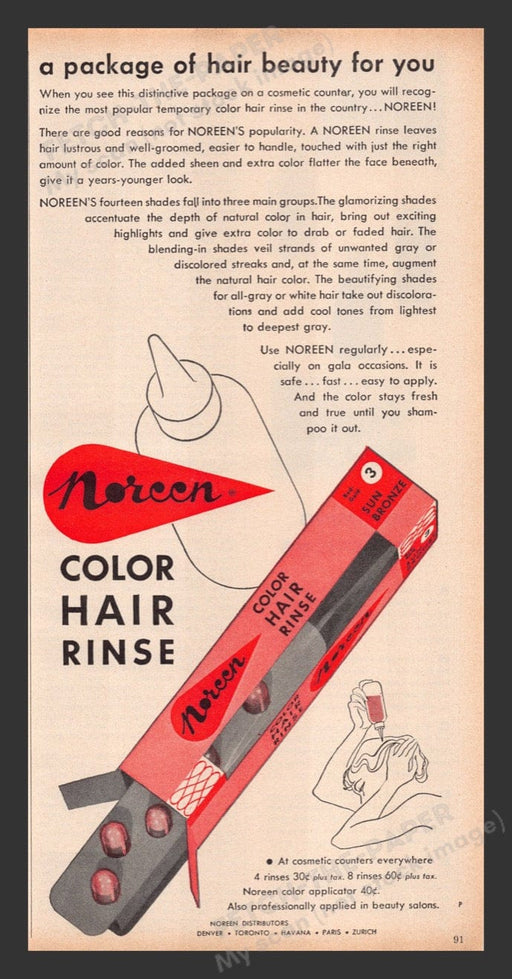 a package of hair beauty for you
When you see this distinctive package on a cosmetic counter, you will recog-
nize the most popular temporary color hair rinse in the country...NOREEN!
There are good reasons for NOREEN'S popularity. A NOREEN rinse leaves
hair lustrous and well-groomed, easier to handle, touched with just the right
amount of color. The added sheen and extra color flatter the face beneath,
give it a years-younger look.
NOREEN'S fourteen shades fall into three main groups.The glamorizing shades
accentuate the depth of natural color in hair, bring out exciting
highlights and give extra color to drab or faded hair. The
blending-in shades veil strands of unwanted gray or
discolored streaks and, at the same time, augment
the natural hair color. The beautifying shades
for all-gray or white hair take out discolora-
tions and add cool tones from lightest
to deepest gray.
Use NOREEN regularly...espe-
cially on gala occasions. It is
safe...fast...easy to apply.
And the color stays fresh
and true until you sham-
poo it out.
Noreen
COLOR
HAIR
RINSE
3
SUN
BRONZE
COLOR
HAIR
RINSE
Noreen
Noreen
COLOR
HAIR
RINSE
• At cosmetic counters everywhere
4 rinses 30¢ plus tax. 8 rinses 60¢ plus tax.
Noreen color applicator 40¢.
Also professionally applied in beauty salons.
P
NOREEN DISTRIBUTORS
DENVER • TORONTO • HAVANA • PARIS • ZURICH
91